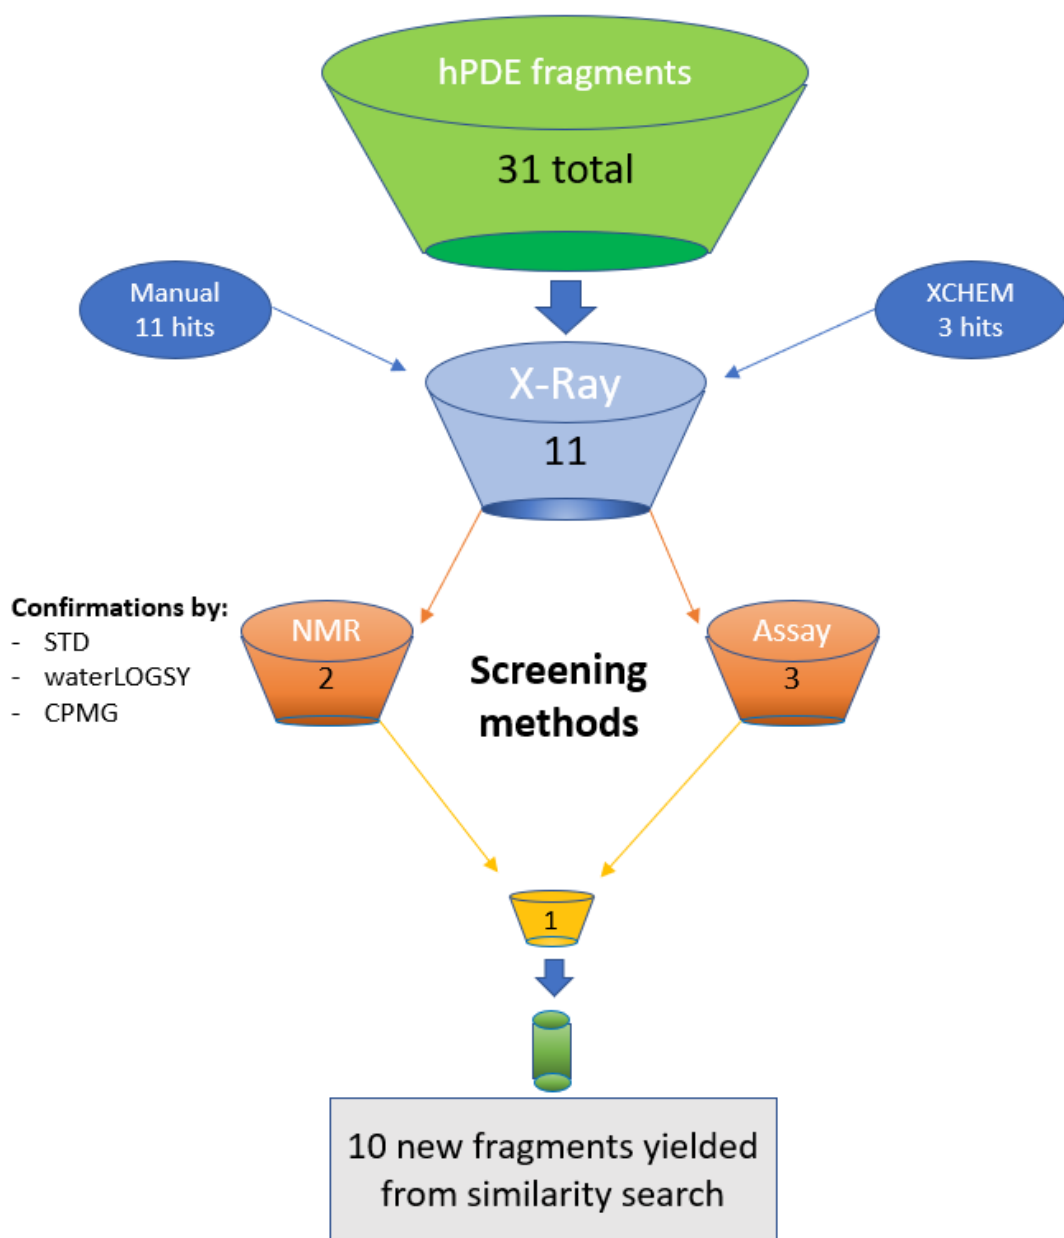 hPDE fragments
31 total
Manual
11 hits
XCHEM
3 hits
X-Ray
11
Confirmations by:
- STD
- waterLOGSY
- CPMG
NMR
2
Screening
methods
Assay
3
1
10 new fragments yielded
from similarity search